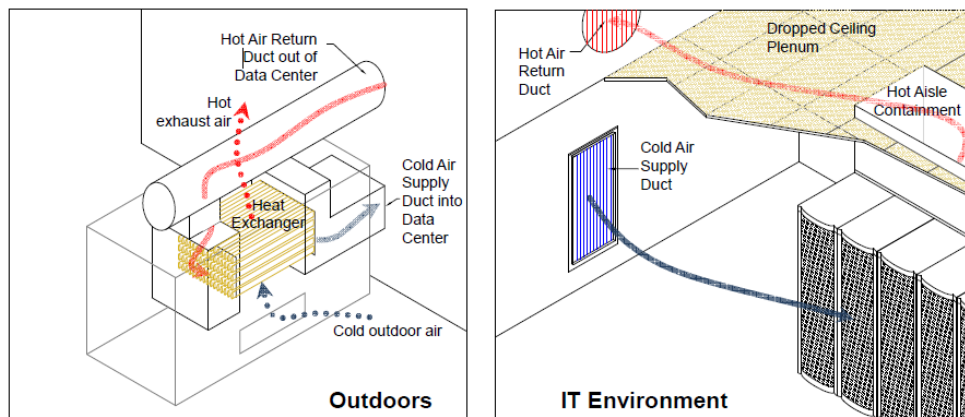 Hot Air Return
Duct out of
Data Center
Hot
exhaust air
Cold Air
Supply
Duct into
Data
Center
Heat
Exchanger
Cold outdoor air
Outdoors
Dropped Ceiling
Plenum
Hot Air
Return
Duct
Hot Aisle
Containment
Cold Air
Supply
Duct
IT Environment